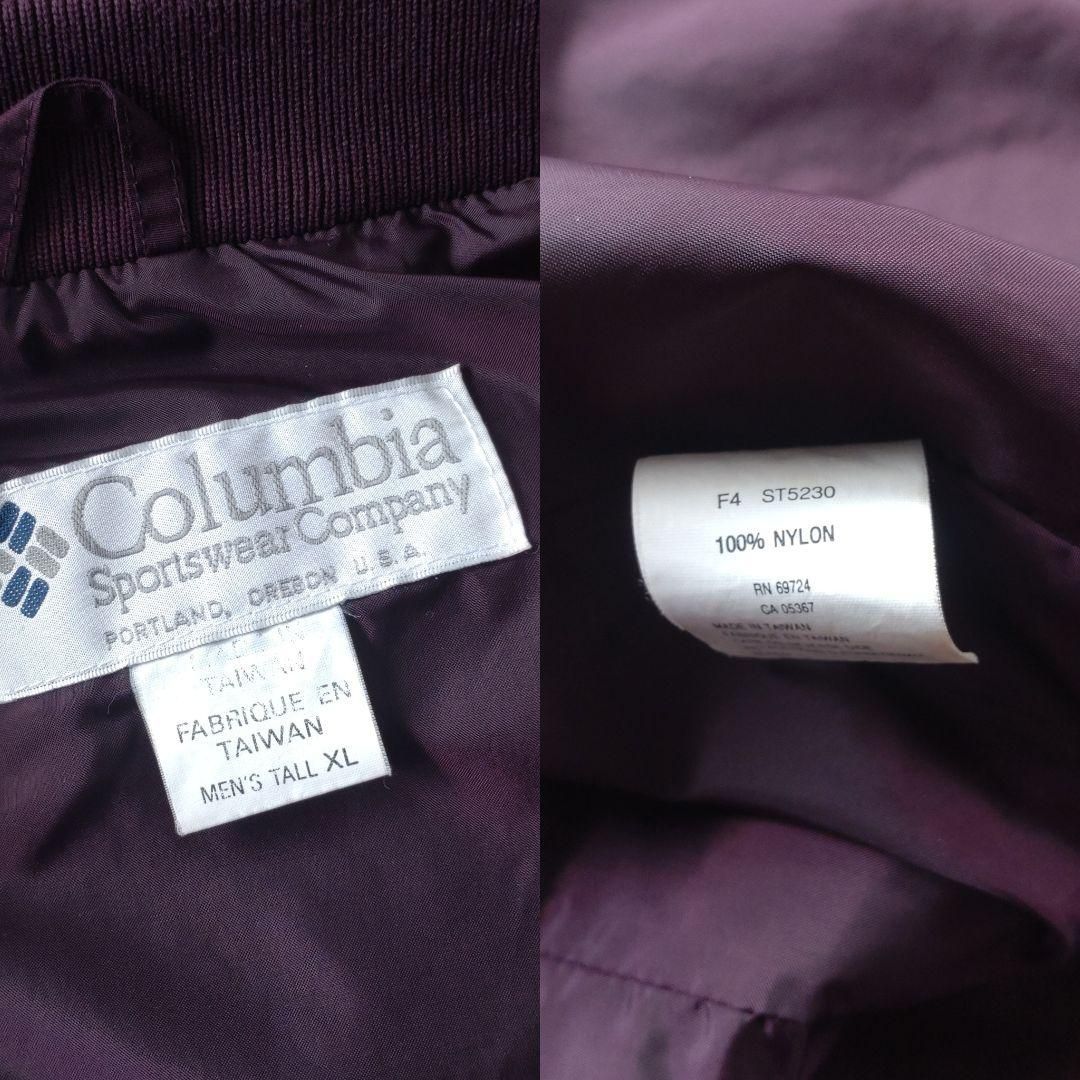 Columbia
Sportswear Company
PORTLAND, OREGON U.S.A.
TAIWAN
FABRIQUE EN
TAIWAN
MEN'S TALL XL
F4 ST5230
100% NYLON
RN 69724
CA 05367
MADE IN TAIWAN
FABRIQUE EN TAIWAN